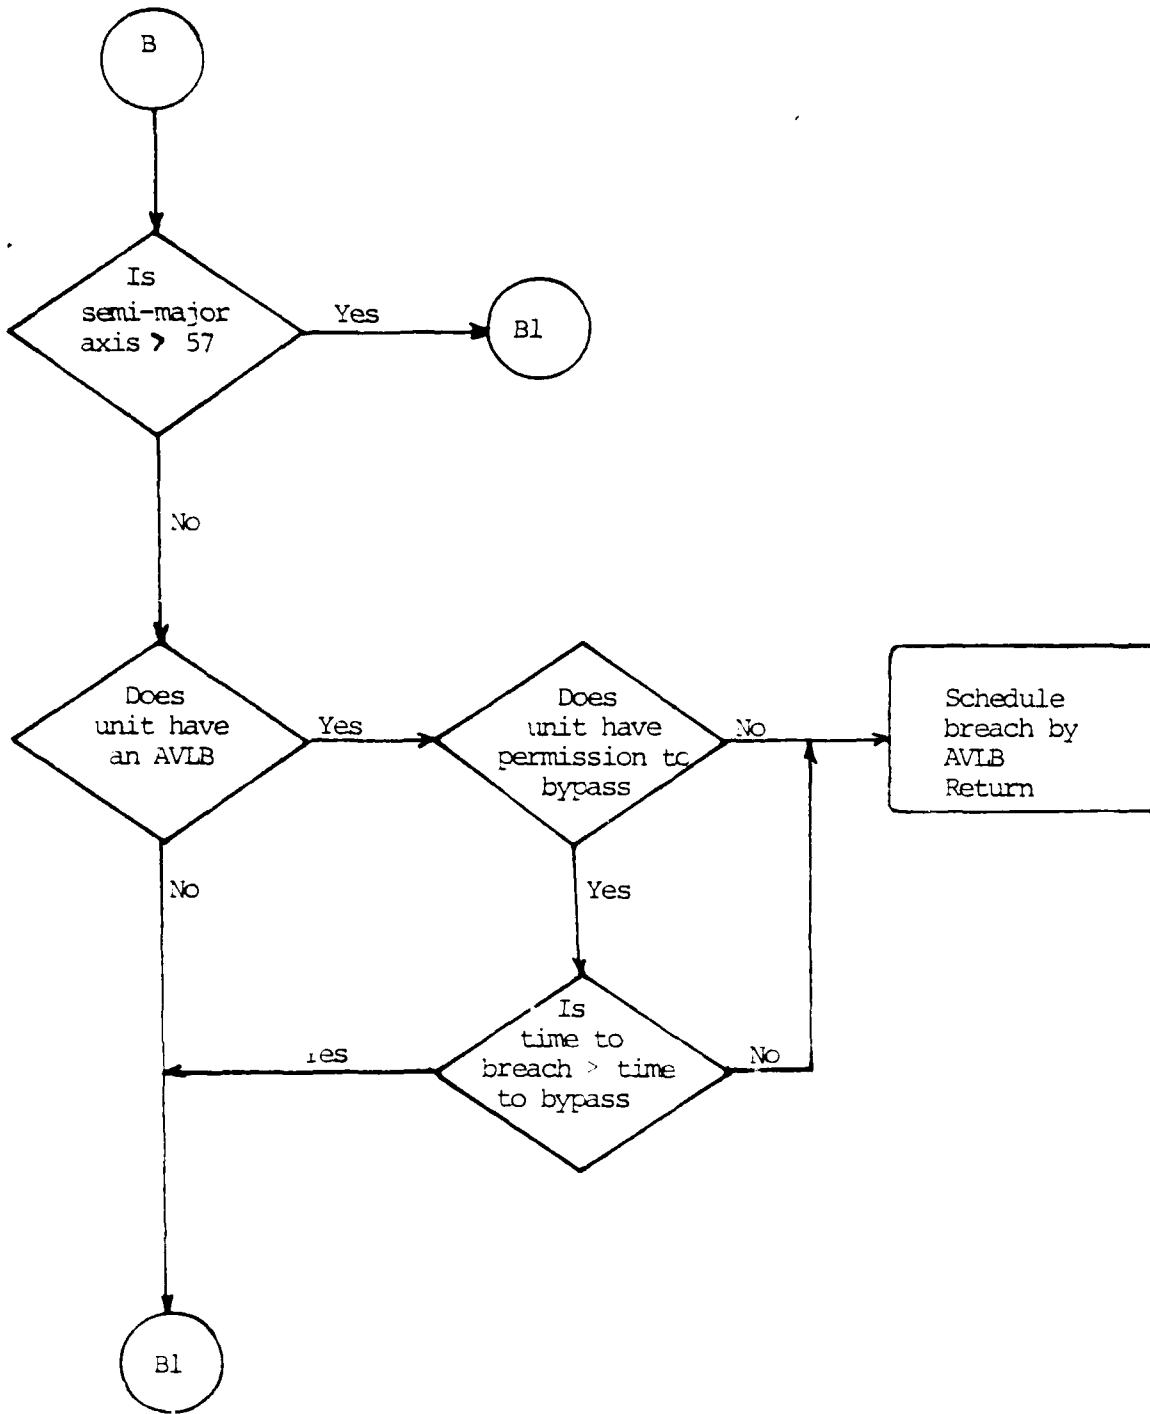 B
Is
semi-major
axis > 57
Yes
B1
No
Does
unit have
an AVLB
Yes
Does
unit have
permission to
bypass
No
Schedule
breach by
AVLB
Return
No
Yes
Is
time to
breach > time
to bypass
Yes
No
B1